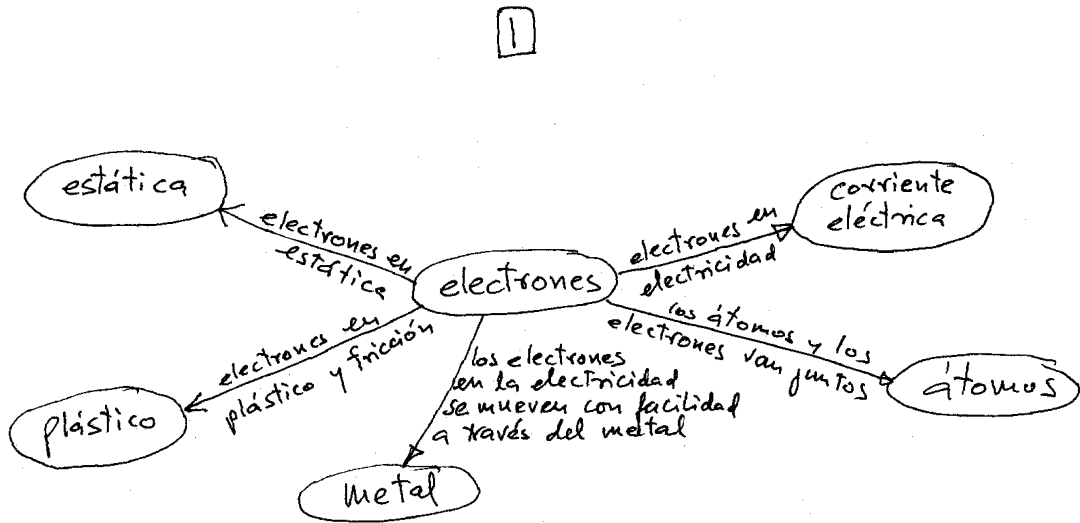 1
estática
electrones en
estática
electrones
electrones en
electricidad
corriente
eléctrica
los átomos y los
electrones van juntos
átomos
electrones en
plástico y fricción
plástico
los electrones
en la electricidad
se mueven con facilidad
a través del metal
metal